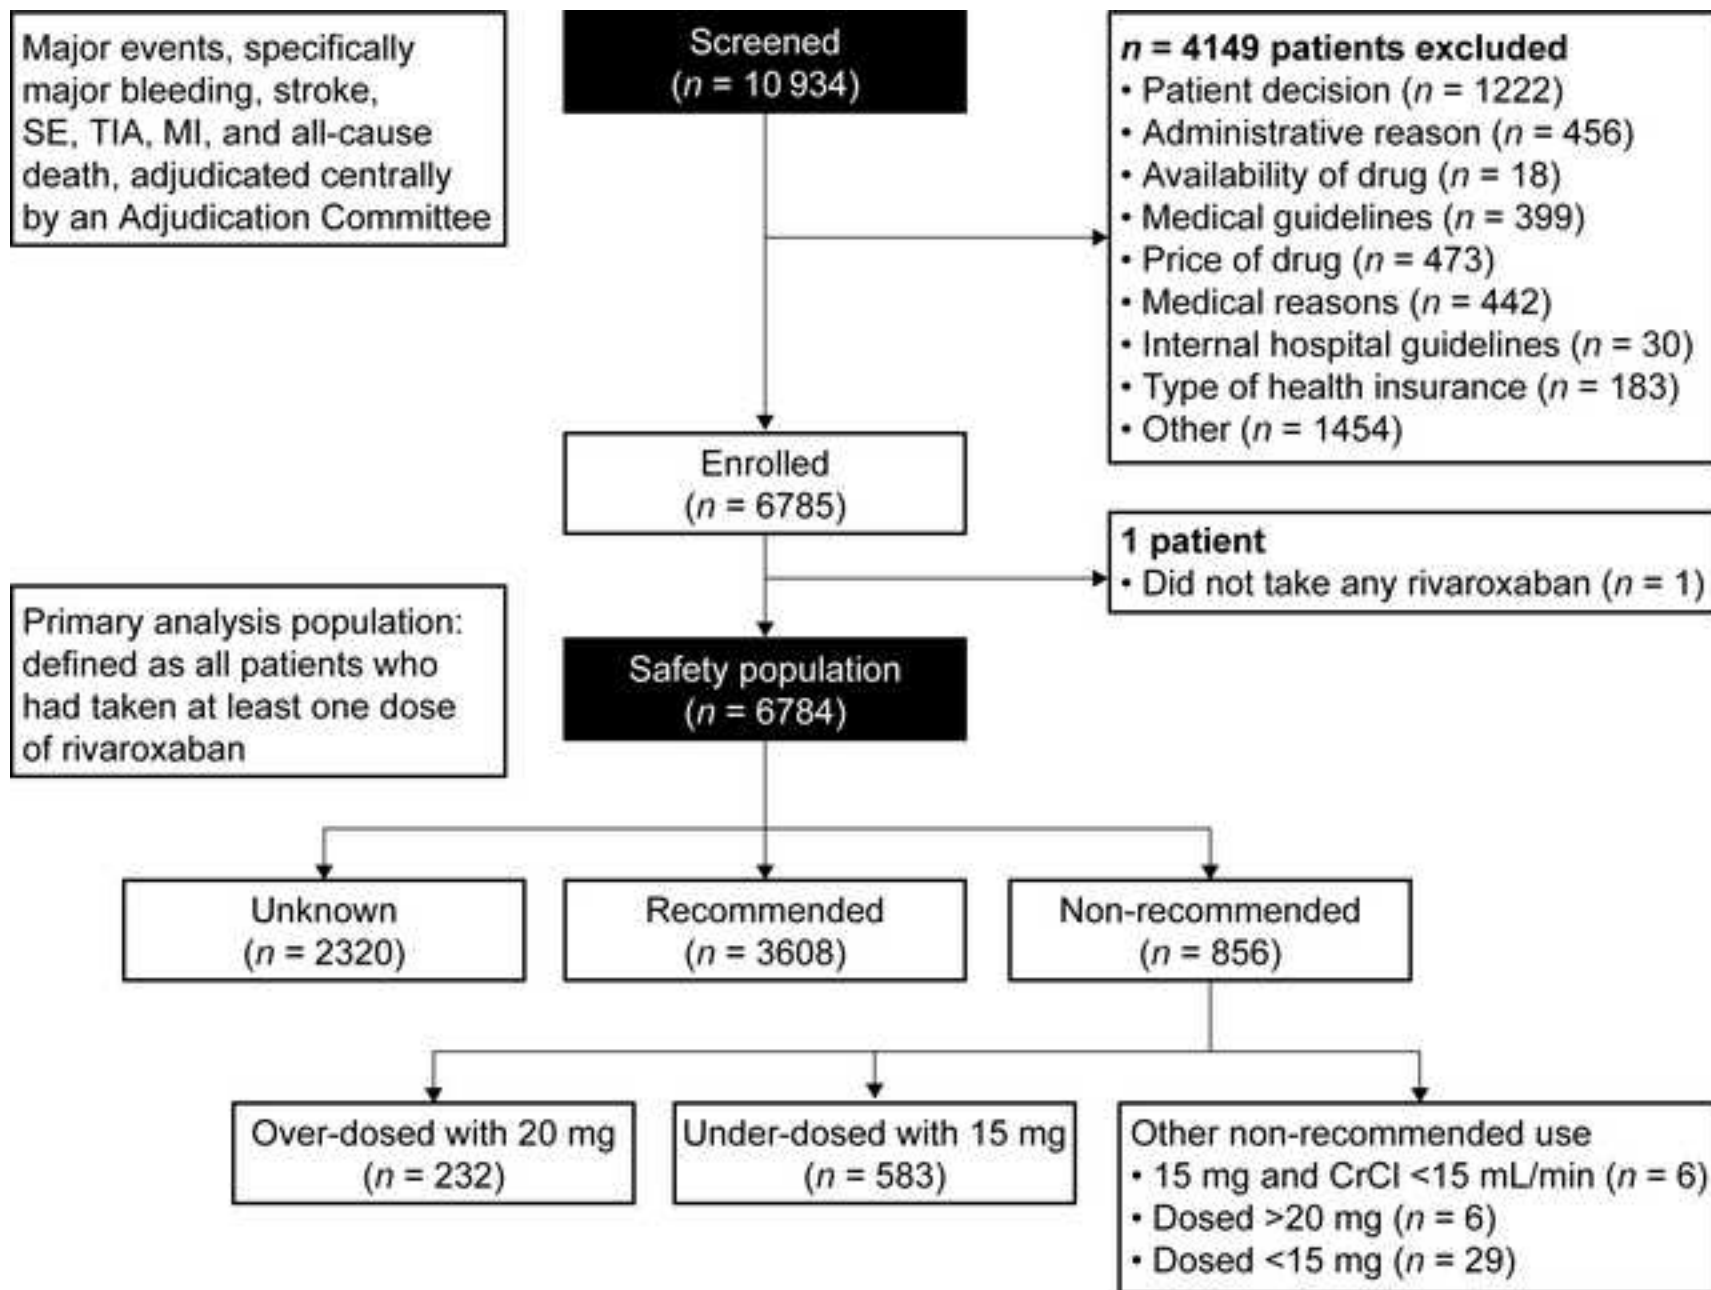 Major events, specifically
major bleeding, stroke,
SE, TIA, MI, and all-cause
death, adjudicated centrally
by an Adjudication Committee
Screened
(n = 10 934)
n = 4149 patients excluded
• Patient decision (n = 1222)
• Administrative reason (n = 456)
• Availability of drug (n = 18)
• Medical guidelines (n = 399)
• Price of drug (n = 473)
• Medical reasons (n = 442)
• Internal hospital guidelines (n = 30)
• Type of health insurance (n = 183)
• Other (n = 1454)
Enrolled
(n = 6785)
1 patient
• Did not take any rivaroxaban (n = 1)
Primary analysis population:
defined as all patients who
had taken at least one dose
of rivaroxaban
Safety population
(n = 6784)
Unknown
(n = 2320)
Recommended
(n = 3608)
Non-recommended
(n = 856)
Over-dosed with 20 mg
(n = 232)
Under-dosed with 15 mg
(n = 583)
Other non-recommended use
• 15 mg and CrCl <15 mL/min (n = 6)
• Dosed >20 mg (n = 6)
• Dosed <15 mg (n = 29)